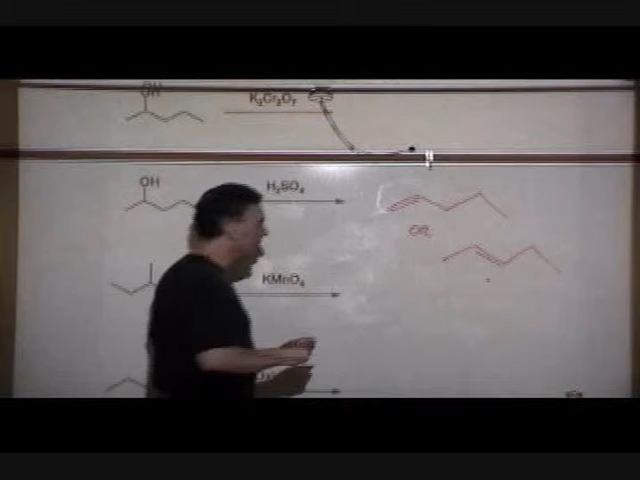 OH
K₂Cr₂O₇
OH
H₂SO₄
OR
KMnO₄